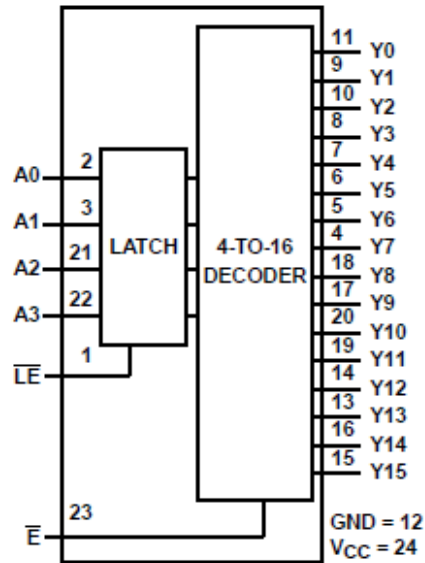 11 Y0
9 Y1
10 Y2
8 Y3
7 Y4
6 Y5
5 Y6
4 Y7
18 Y8
17 Y9
20 Y10
19 Y11
14 Y12
13 Y13
16 Y14
15 Y15
A0 2
A1 3
A2 21
A3 22
L̅E̅ 1
E̅ 23
LATCH
4-TO-16
DECODER
GND = 12
VCC = 24